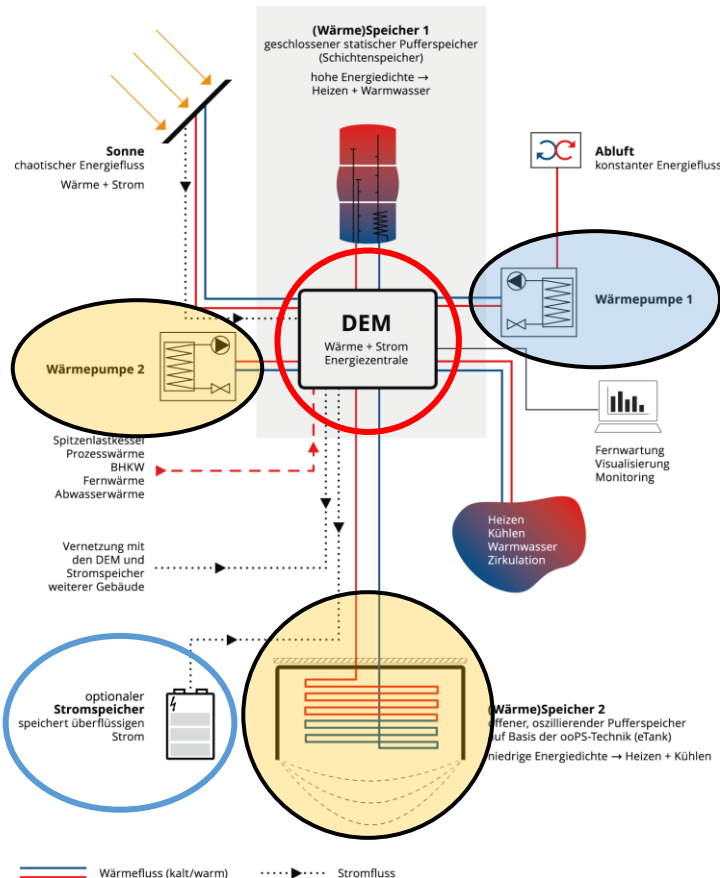 (Wärme)Speicher 1
geschlossener statischer Pufferspeicher
(Schichtenspeicher)
hohe Energiedichte →
Heizen + Warmwasser
Sonne
chaotischer Energiefluss
Wärme + Strom
Abluft
konstanter Energiefluss
Wärmepumpe 1
DEM
Wärme + Strom
Energiezentrale
Wärmepumpe 2
Spitzenlastkessel
Prozesswärme
BHKW
Fernwärme
Abwasserwärme
Fernwartung
Visualisierung
Monitoring
Heizen
Kühlen
Warmwasser
Zirkulation
Vernetzung mit
den DEM und
Stromspeicher
weiterer Gebäude
optionaler
Stromspeicher
speichert überflüssigen
Strom
(Wärme)Speicher 2
offener, oszillierender Pufferspeicher
auf Basis der ooPS-Technik (eTank)
niedrige Energiedichte → Heizen + Kühlen
Wärmefluss (kalt/warm)
Stromfluss